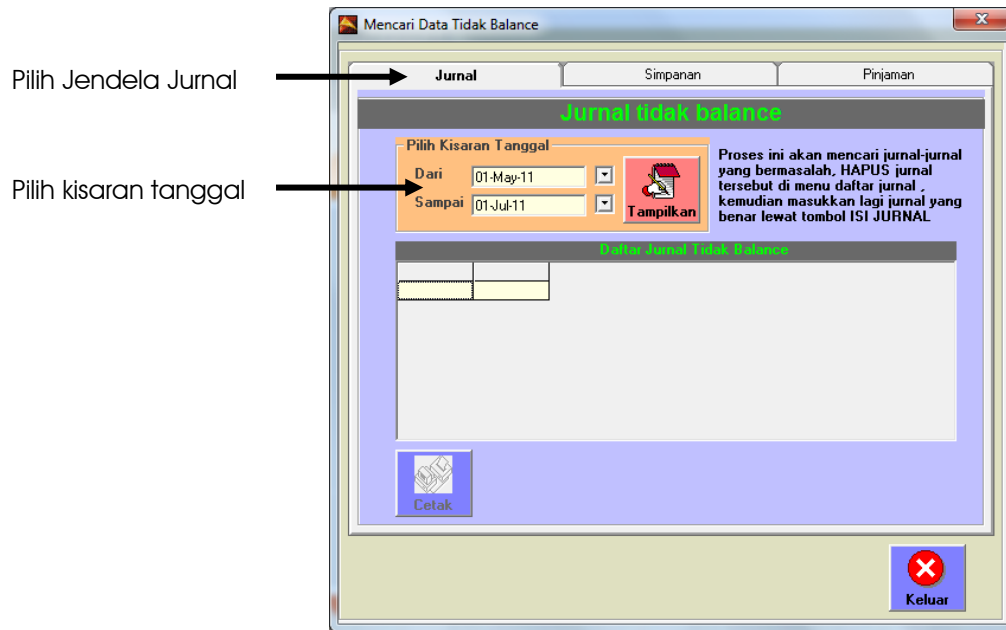 Mencari Data Tidak Balance
Pilih Jendela Jurnal
Jurnal
Simpanan
Pinjaman
Jurnal tidak balance
Pilih Kisaran Tanggal
Pilih kisaran tanggal
Dari
01-May-11
Sampai
01-Jul-11
Tampilkan
Proses ini akan mencari jurnal-jurnal
yang bermasalah, HAPUS jurnal
tersebut di menu daftar jurnal ,
kemudian masukkan lagi jurnal yang
benar lewat tombol ISI JURNAL
Daftar Jurnal Tidak Balance
Cetak
Keluar